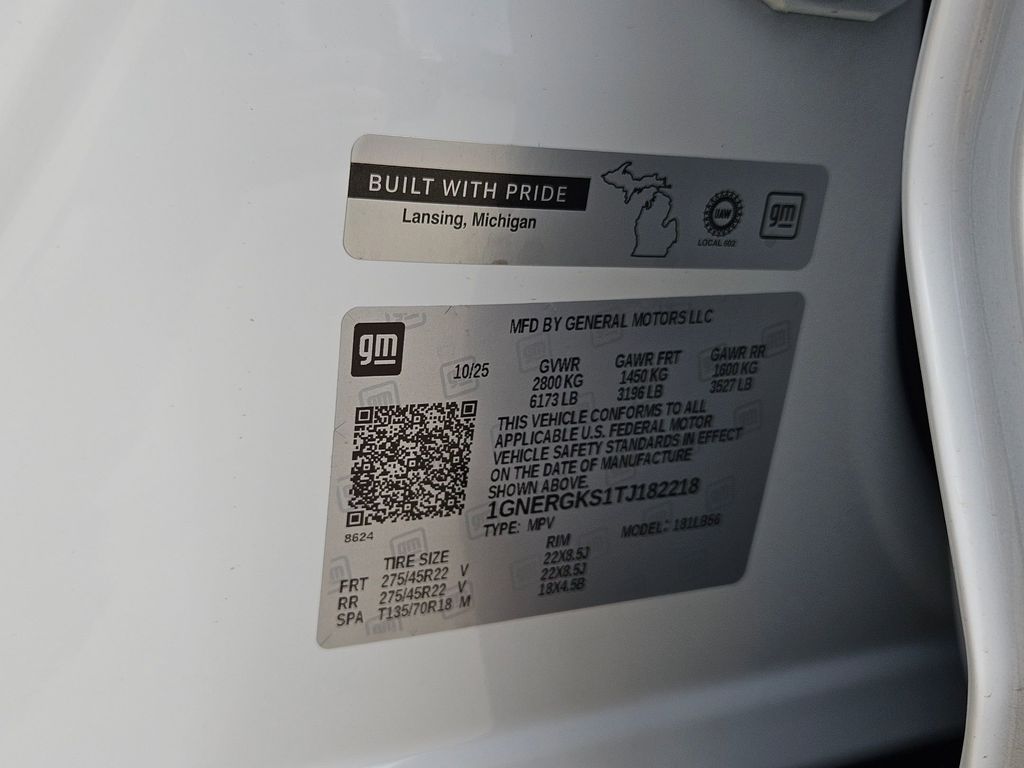 BUILT WITH PRIDE
Lansing, Michigan
UAW
LOCAL 602
gm
gm
MFD BY GENERAL MOTORS LLC
10/25
GVWR GAWR FRT GAWR RR
2800 KG 1450 KG 1600 KG
6173 LB 3196 LB 3527 LB
THIS VEHICLE CONFORMS TO ALL
APPLICABLE U.S. FEDERAL MOTOR
VEHICLE SAFETY STANDARDS IN EFFECT
ON THE DATE OF MANUFACTURE
SHOWN ABOVE.
1GNERGKS1TJ182218
TYPE: MPV MODEL: 1B1LB56
8624
TIRE SIZE RIM
FRT 275/45R22 V 22X8.5J
RR 275/45R22 V 22X8.5J
SPA T135/70R18 M 18X4.5B